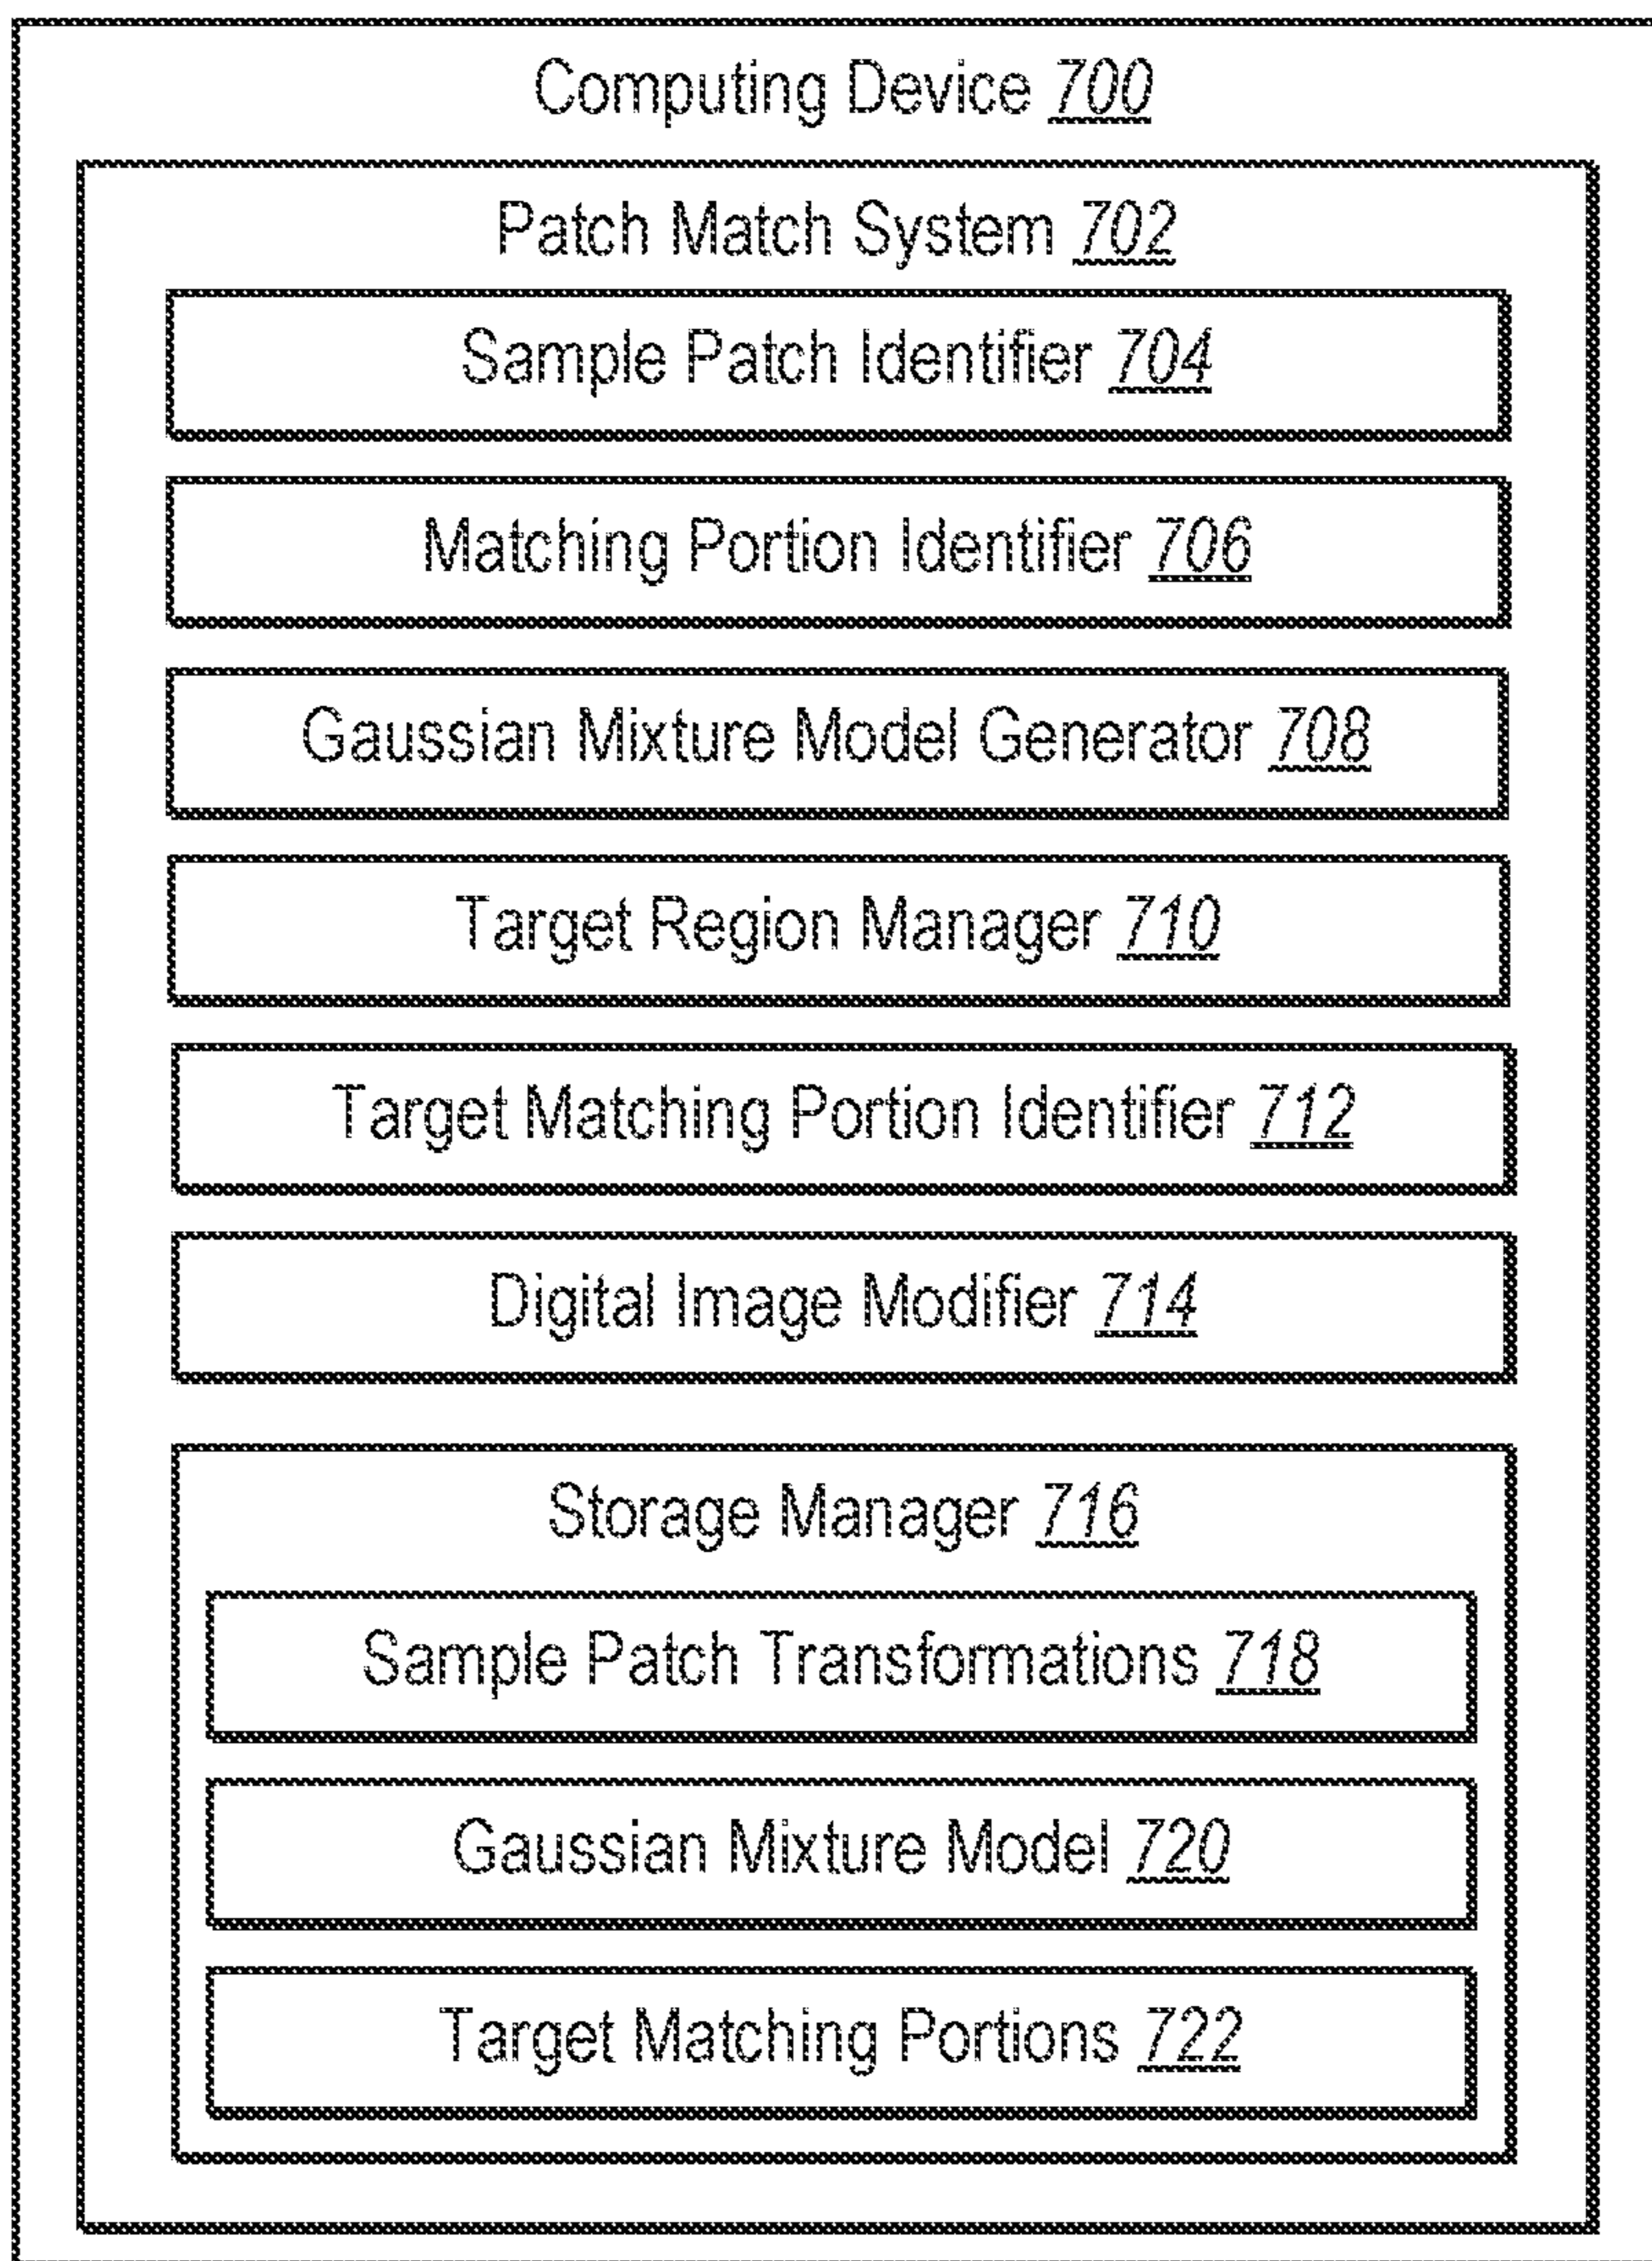 Computing Device 700
Patch Match System 702
Sample Patch Identifier 704
Matching Portion Identifier 706
Gaussian Mixture Model Generator 708
Target Region Manager 710
Target Matching Portion Identifier 712
Digital Image Modifier 714
Storage Manager 716
Sample Patch Transformations 718
Gaussian Mixture Model 720
Target Matching Portions 722